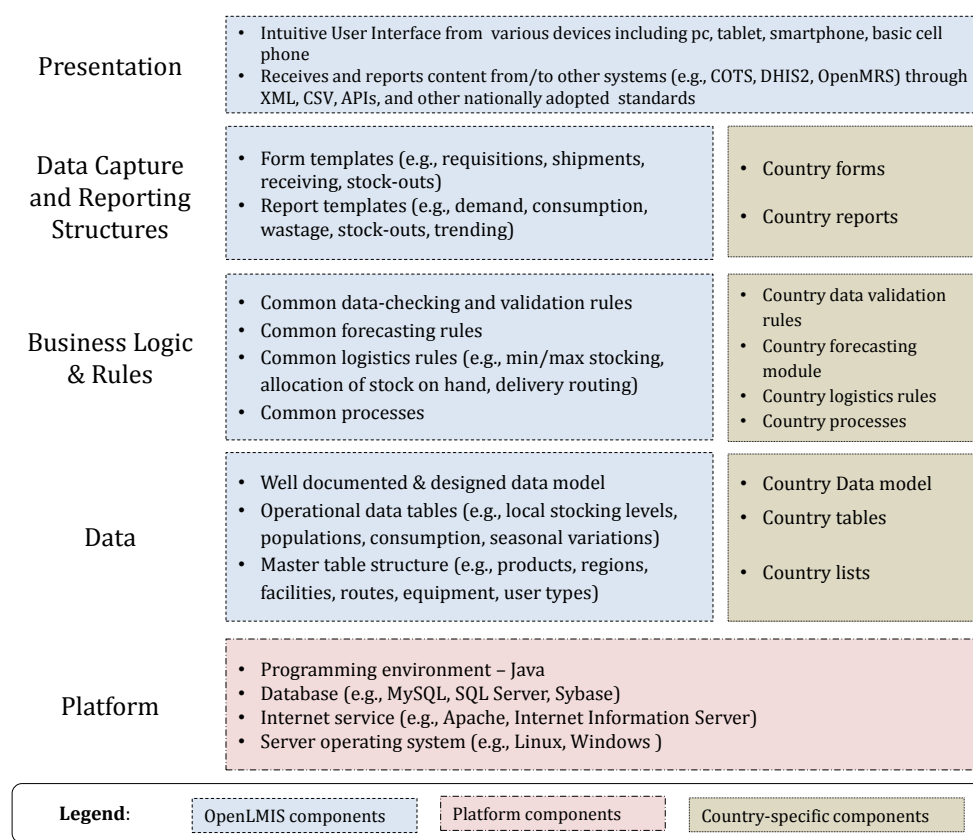 Presentation
• Intuitive User Interface from various devices including pc, tablet, smartphone, basic cell
phone
• Receives and reports content from/to other systems (e.g., COTS, DHIS2, OpenMRS) through
XML, CSV, APIs, and other nationally adopted standards
Data Capture
and Reporting
Structures
• Form templates (e.g., requisitions, shipments,
receiving, stock-outs)
• Report templates (e.g., demand, consumption,
wastage, stock-outs, trending)
• Country forms
• Country reports
Business Logic
& Rules
• Common data-checking and validation rules
• Common forecasting rules
• Common logistics rules (e.g., min/max stocking,
allocation of stock on hand, delivery routing)
• Common processes
• Country data validation
rules
• Country forecasting
module
• Country logistics rules
• Country processes
Data
• Well documented & designed data model
• Operational data tables (e.g., local stocking levels,
populations, consumption, seasonal variations)
• Master table structure (e.g., products, regions,
facilities, routes, equipment, user types)
• Country Data model
• Country tables
• Country lists
Platform
• Programming environment – Java
• Database (e.g., MySQL, SQL Server, Sybase)
• Internet service (e.g., Apache, Internet Information Server)
• Server operating system (e.g., Linux, Windows )
Legend:
OpenLMIS components
Platform components
Country-specific components